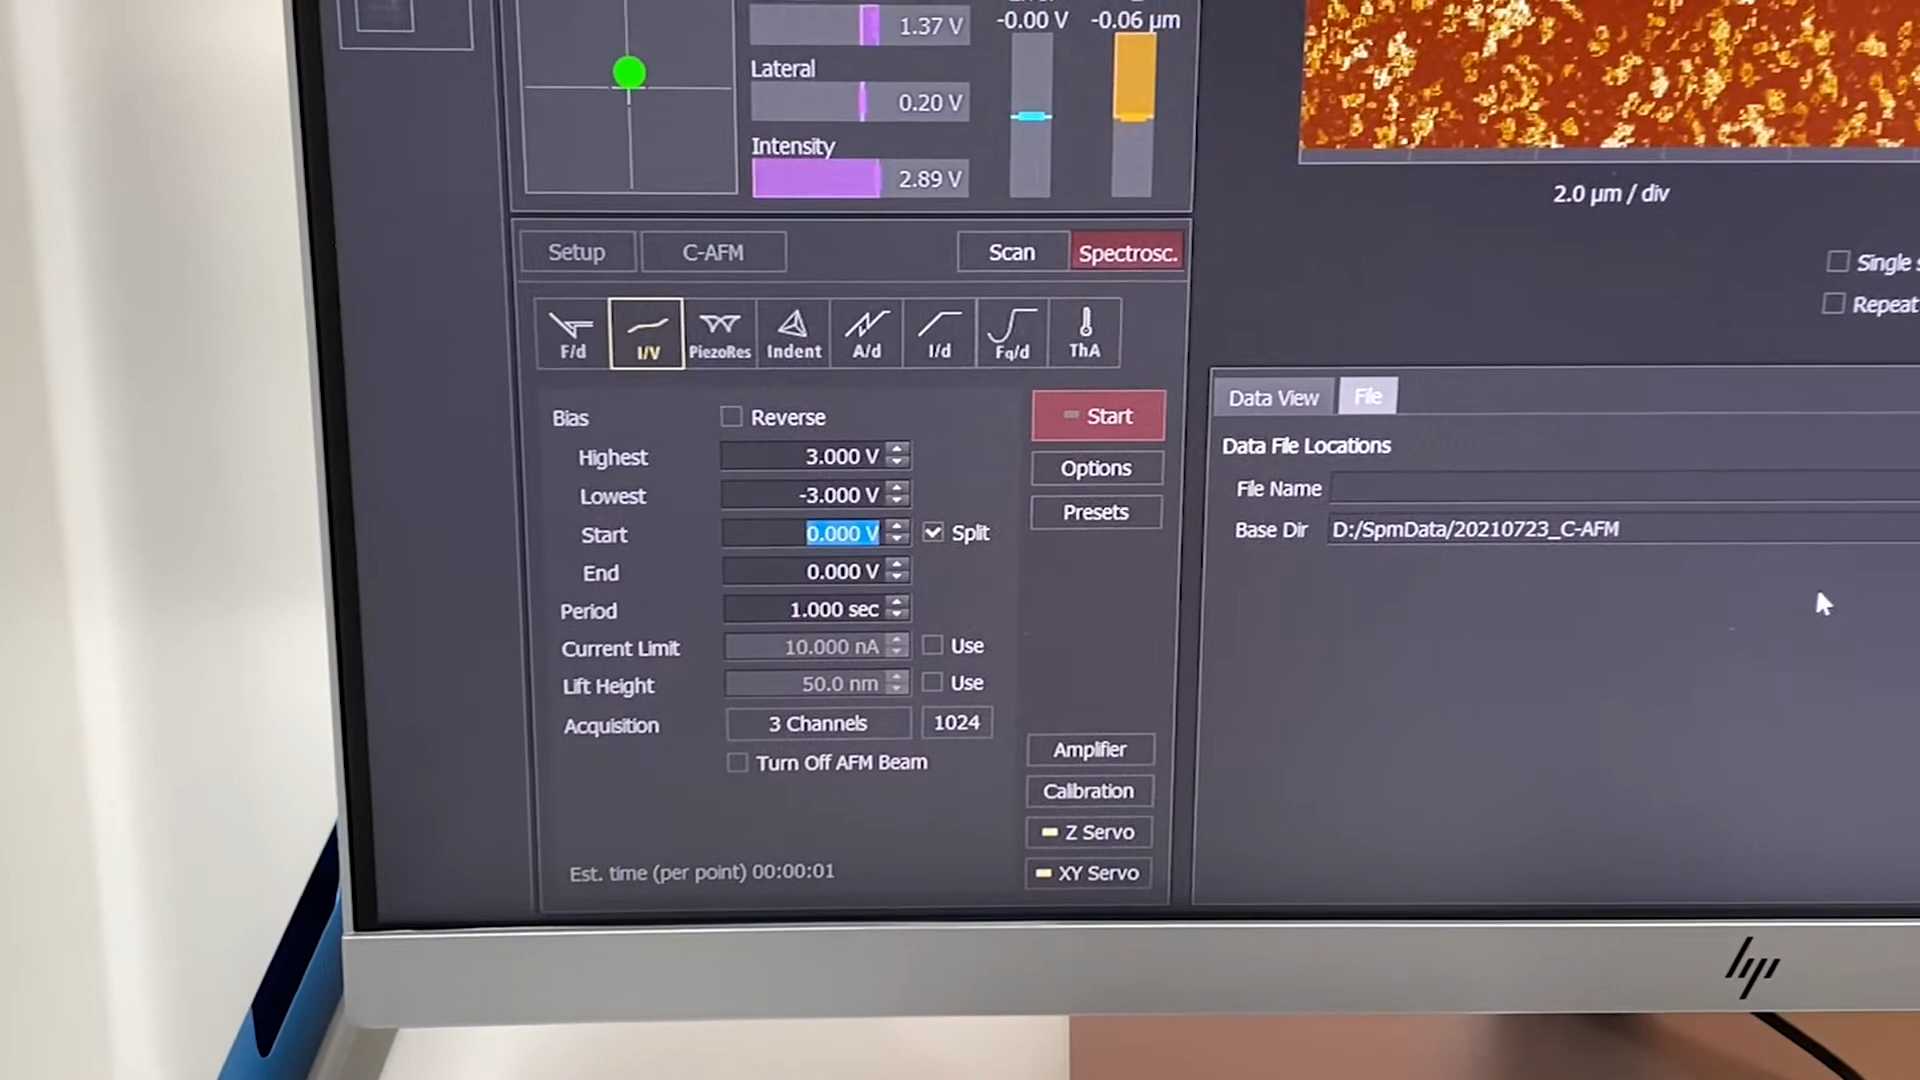 -0.00 V -0.06 µm
1.37 V
Lateral
0.20 V
Intensity
2.89 V
2.0 µm / div
Setup C-AFM Scan Spectrosc.
Single
Repeat
F/d I/V PiezoRes Indent A/d I/d Fq/d ThA
Bias Reverse Start
Highest 3.000 V
Options
Lowest -3.000 V
Presets
Start 0.000 V Split
End 0.000 V
Period 1.000 sec
Current Limit 10.000 nA Use
Lift Height 50.0 nm Use
Acquisition 3 Channels 1024
Turn Off AFM Beam
Amplifier
Calibration
Z Servo
XY Servo
Est. time (per point) 00:00:01
Data View File
Data File Locations
File Name
Base Dir D:/SpmData/20210723_C-AFM
hp